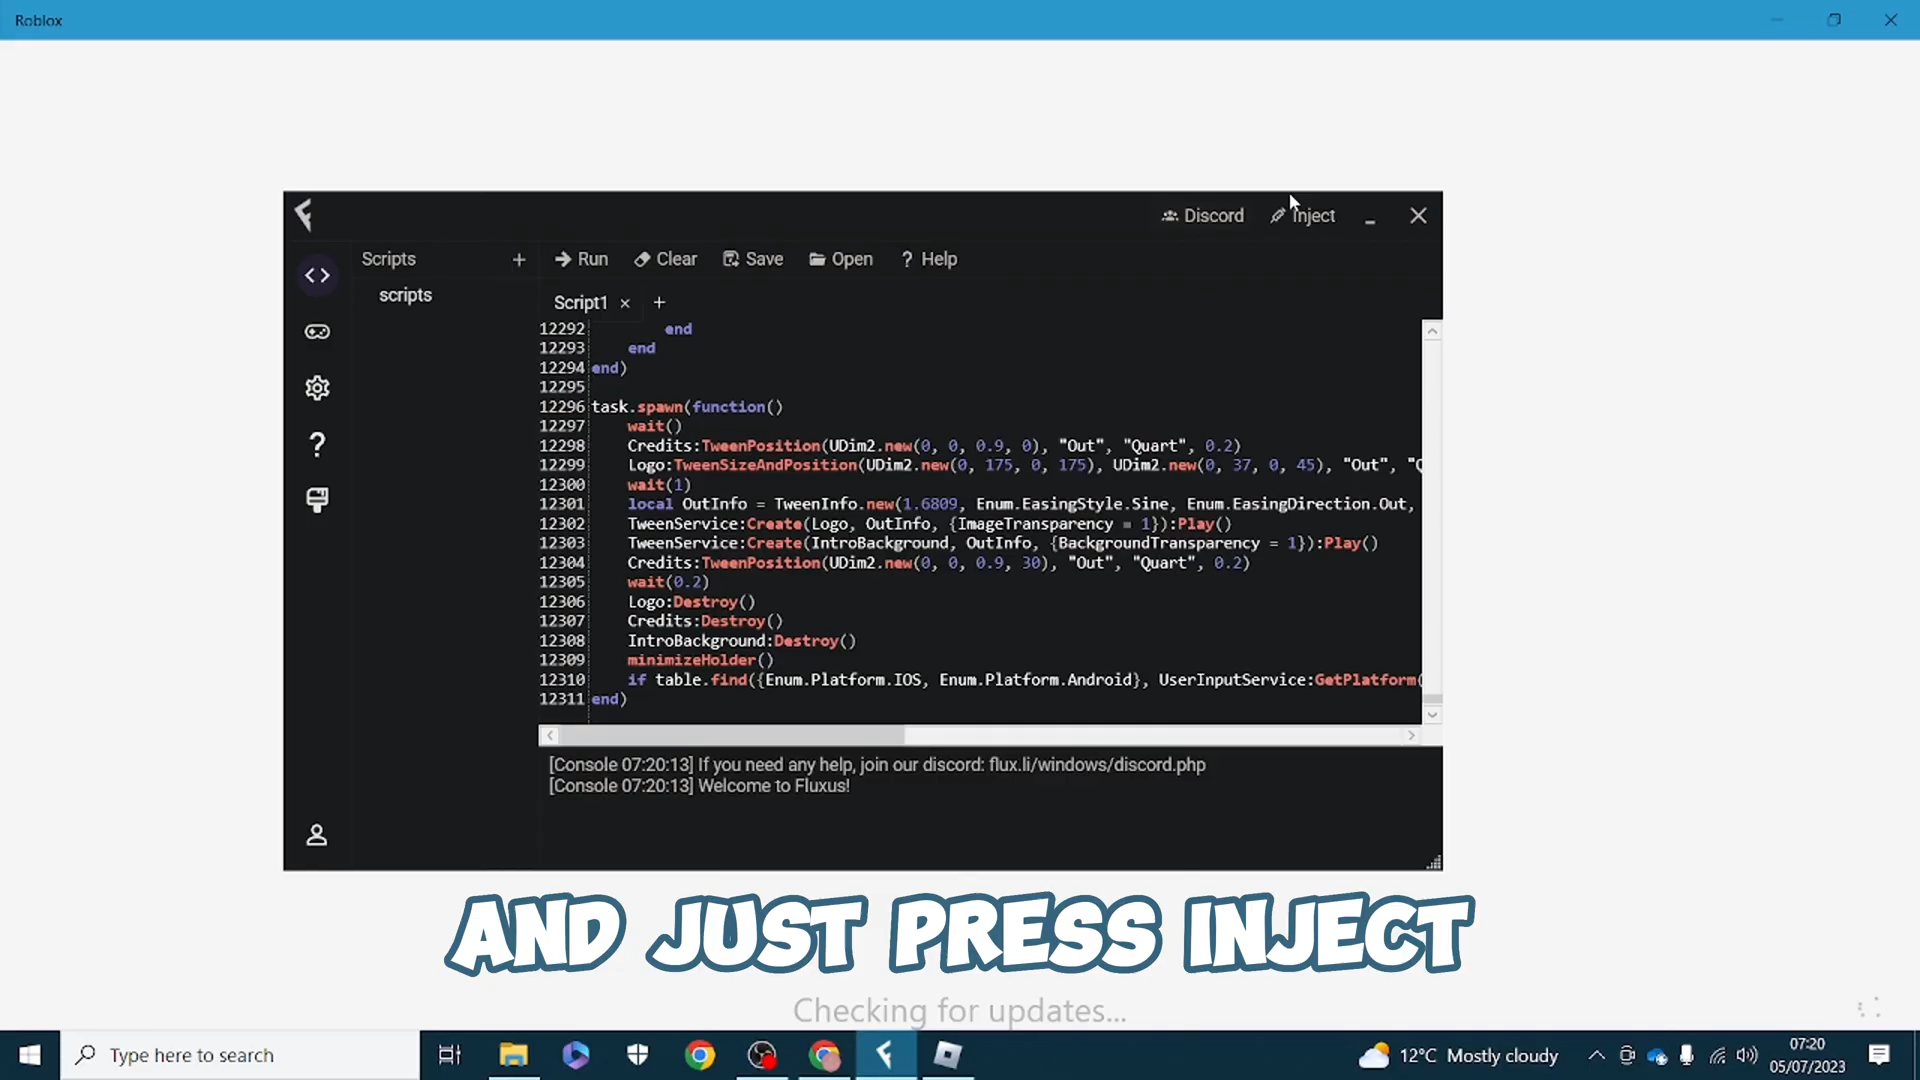 Roblox
Discord Inject
Scripts + Run Clear Save Open ? Help
scripts
Script1 × +
12292 end
12293 end
12294 end)
12295
12296 task.spawn(function()
12297 wait()
12298 Credits:TweenPosition(UDim2.new(0, 0, 0.9, 0), "Out", "Quart", 0.2)
12299 Logo:TweenSizeAndPosition(UDim2.new(0, 175, 0, 175), UDim2.new(0, 37, 0, 45), "Out", "Q
12300 wait(1)
12301 local OutInfo = TweenInfo.new(1.6809, Enum.EasingStyle.Sine, Enum.EasingDirection.Out,
12302 TweenService:Create(Logo, OutInfo, {ImageTransparency = 1}):Play()
12303 TweenService:Create(IntroBackground, OutInfo, {BackgroundTransparency = 1}):Play()
12304 Credits:TweenPosition(UDim2.new(0, 0, 0.9, 30), "Out", "Quart", 0.2)
12305 wait(0.2)
12306 Logo:Destroy()
12307 Credits:Destroy()
12308 IntroBackground:Destroy()
12309 minimizeHolder()
12310 if table.find({Enum.Platform.IOS, Enum.Platform.Android}, UserInputService:GetPlatform(
12311 end)
[Console 07:20:13] If you need any help, join our discord: flux.li/windows/discord.php
[Console 07:20:13] Welcome to Fluxus!
AND JUST PRESS INJECT
Checking for updates...
Type here to search
12°C Mostly cloudy
07:20
05/07/2023